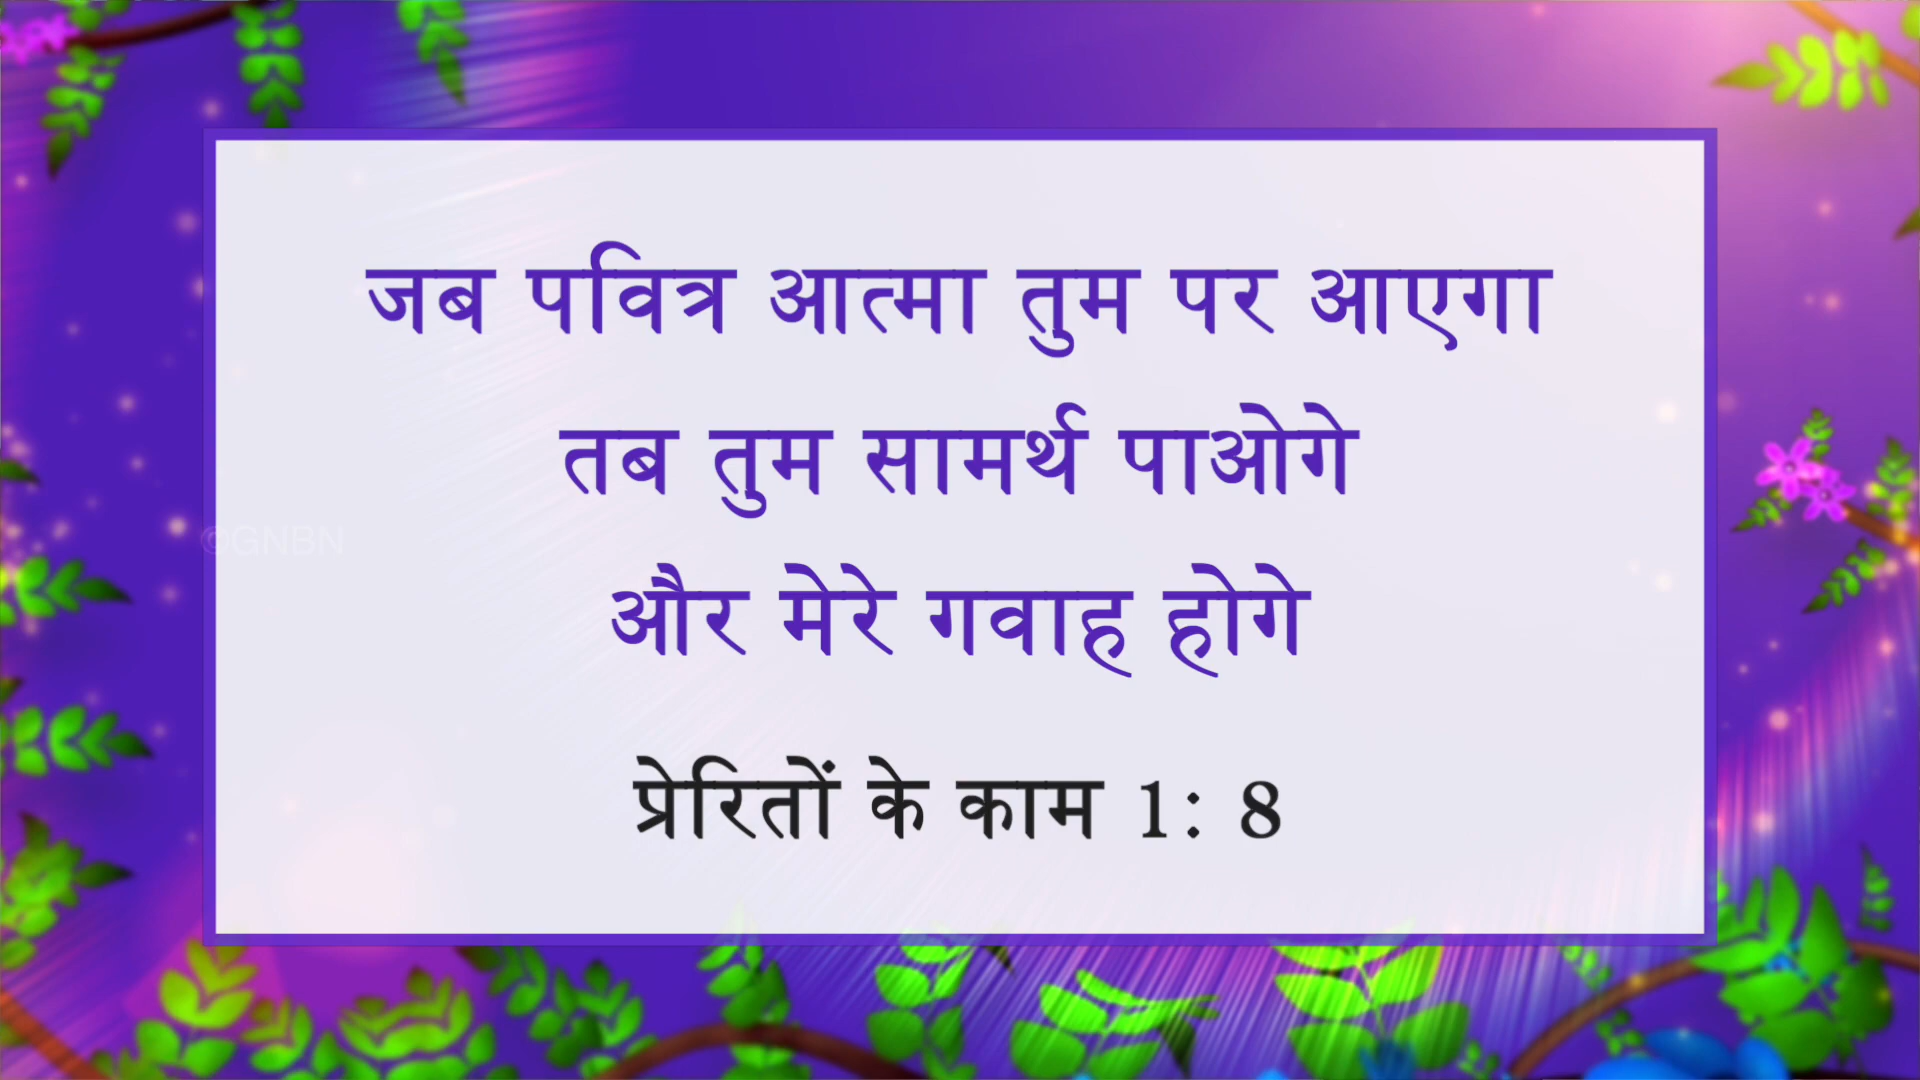 जब पवित्र आत्मा तुम पर आएगा
तब तुम सामर्थ पाओगे
©GNBN
और मेरे गवाह होगे
प्रेरितों के काम 1: 8